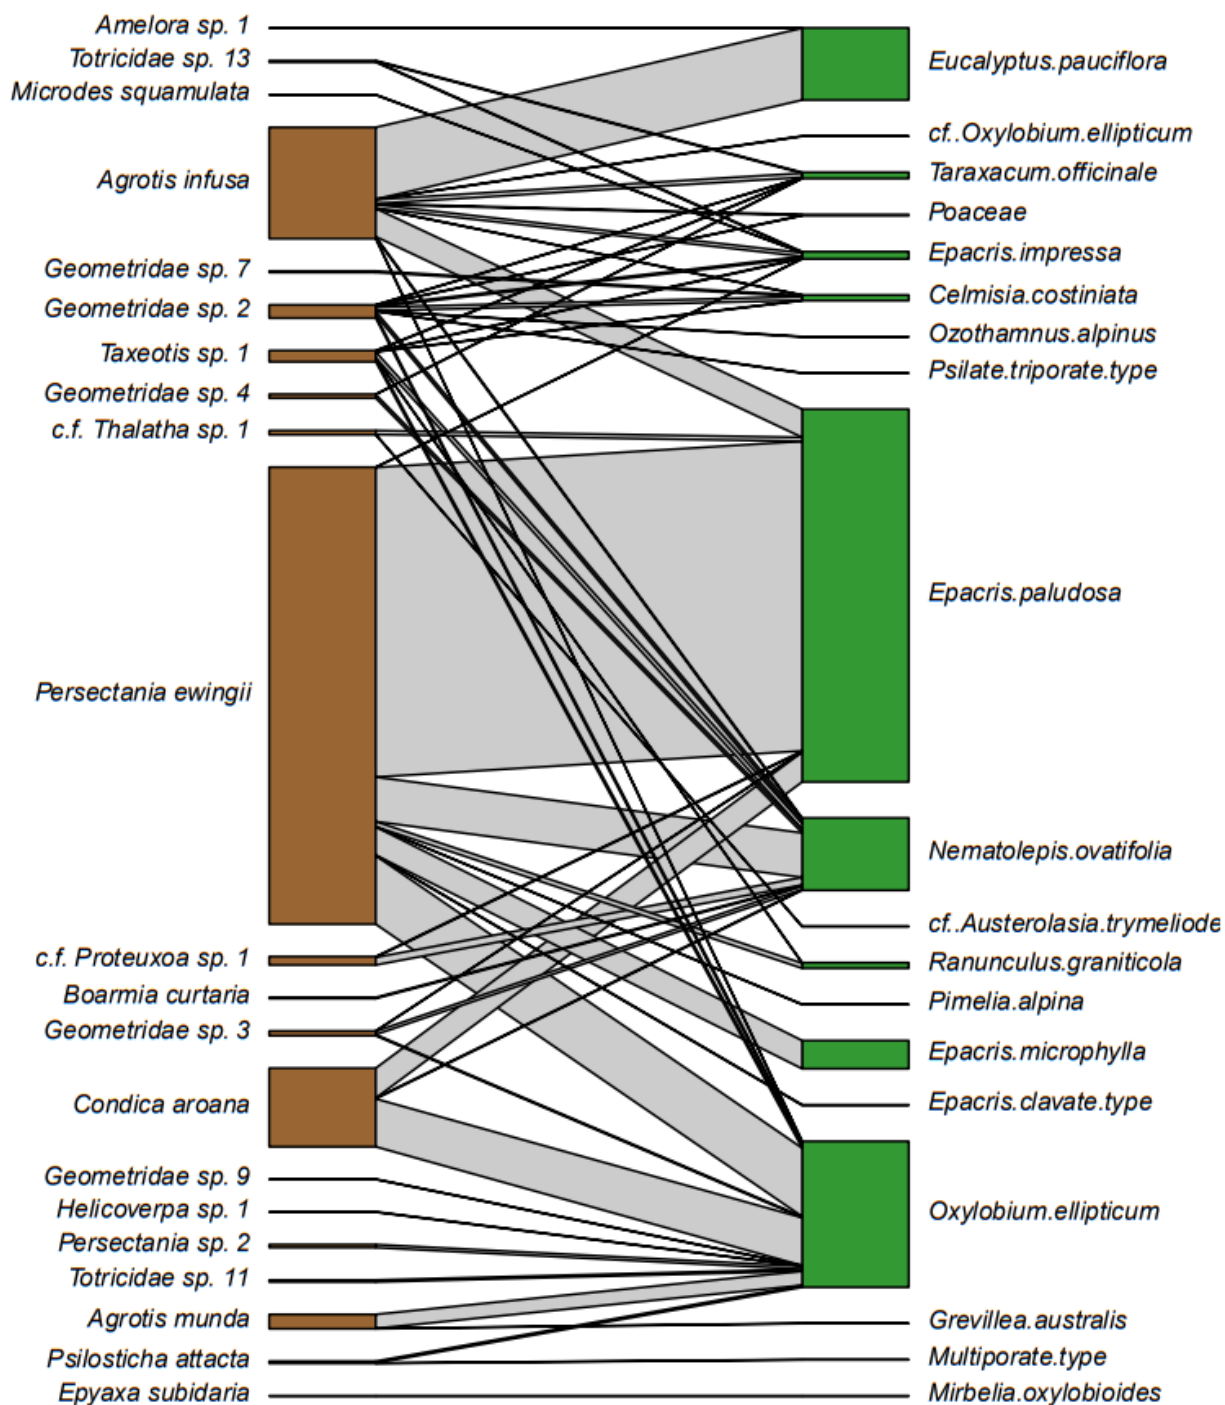 Amelora sp. 1
Totricidae sp. 13
Microdes squamulata
Agrotis infusa
Geometridae sp. 7
Geometridae sp. 2
Taxeotis sp. 1
Geometridae sp. 4
c.f. Thalatha sp. 1
Persectania ewingii
c.f. Proteuxoa sp. 1
Boarmia curtaria
Geometridae sp. 3
Condica aroana
Geometridae sp. 9
Helicoverpa sp. 1
Persectania sp. 2
Totricidae sp. 11
Agrotis munda
Psilosticha attacta
Epyaxa subidaria
Eucalyptus.pauciflora
cf..Oxylobium.ellipticum
Taraxacum.officinale
Poaceae
Epacris.impressa
Celmisia.costiniata
Ozothamnus.alpinus
Psilate.triporate.type
Epacris.paludosa
Nematolepis.ovatifolia
cf..Austerolasia.trymeliode
Ranunculus.graniticola
Pimelia.alpina
Epacris.microphylla
Epacris.clavate.type
Oxylobium.ellipticum
Grevillea.australis
Multiporate.type
Mirbelia.oxylobioides